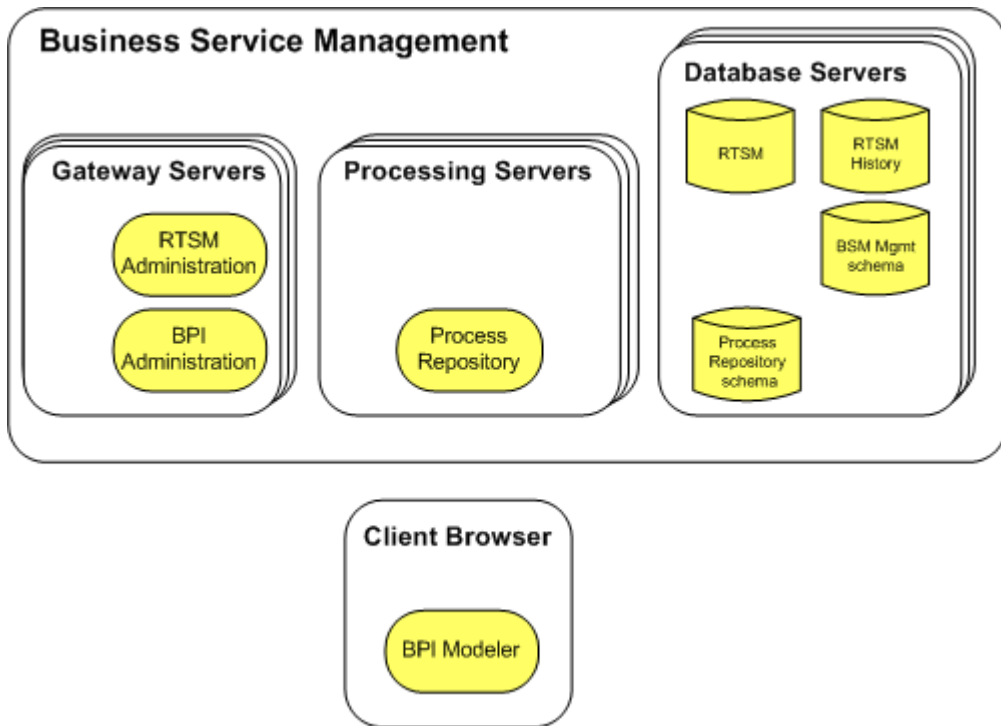 Business Service Management
Gateway Servers
RTSM
Administration
BPI
Administration
Processing Servers
Process
Repository
Database Servers
RTSM
RTSM
History
BSM Mgmt
schema
Process
Repository
schema
Client Browser
BPI Modeler